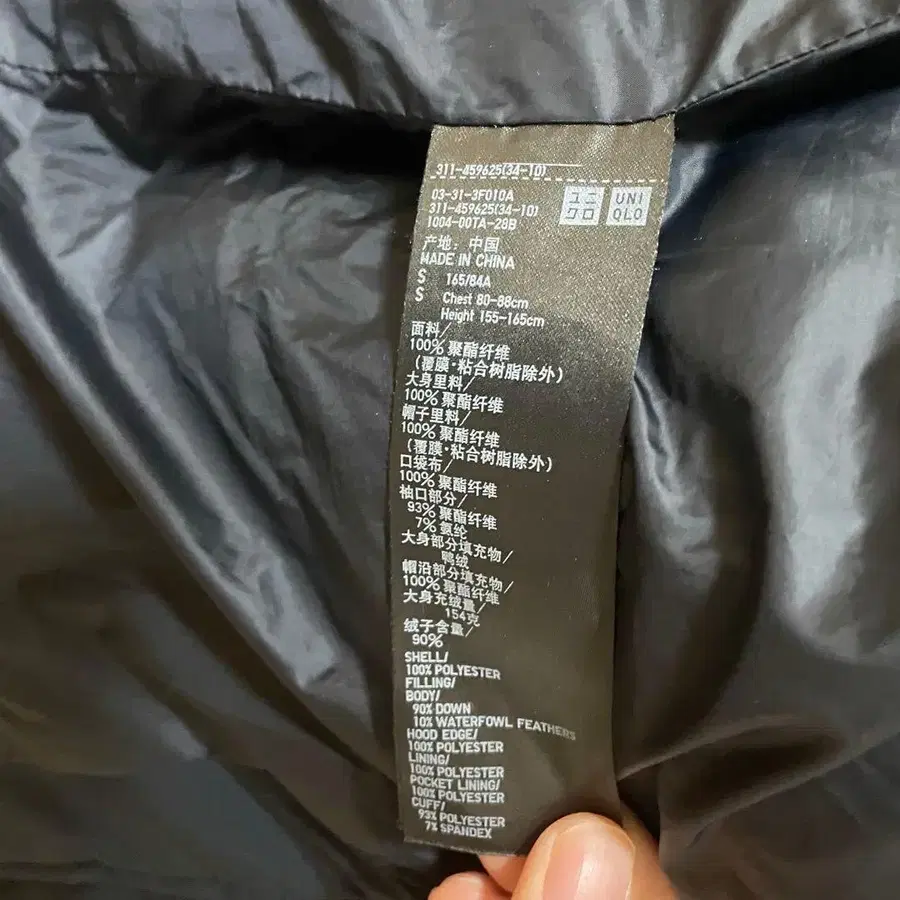 311-459625(34-10)
03-31-3F010A
311-459625(34-10)
1004-00TA-28B
ユニ
クロ
UNI
QLO
产地: 中国
MADE IN CHINA
S 165/84A
S Chest 80-88cm
Height 155-165cm
面料/
100% 聚酯纤维
(覆膜·粘合树脂除外)
大身里料/
100% 聚酯纤维
帽子里料/
100% 聚酯纤维
(覆膜·粘合树脂除外)
口袋布/
100% 聚酯纤维
袖口部分/
93% 聚酯纤维
7% 氨纶
大身部分填充物/
鸭绒
帽沿部分填充物/
100% 聚酯纤维
大身充绒量/
154克
绒子含量/
90%
SHELL/
100% POLYESTER
FILLING/
BODY/
90% DOWN
10% WATERFOWL FEATHERS
HOOD EDGE/
100% POLYESTER
LINING/
100% POLYESTER
POCKET LINING/
100% POLYESTER
CUFF/
93% POLYESTER
7% SPANDEX